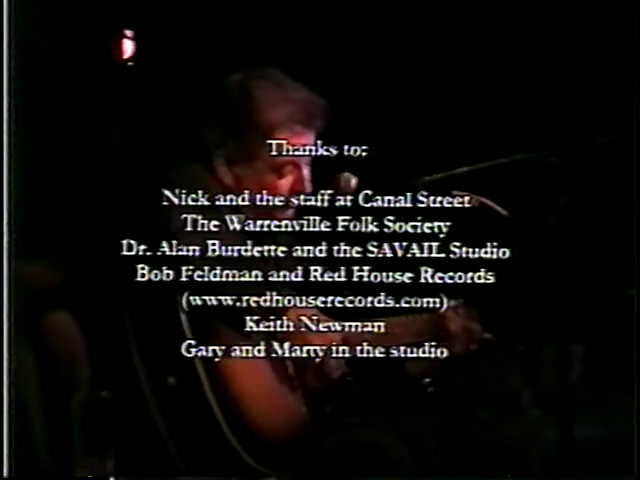 Thanks to:
Nick and the staff at Canal Street
The Warrenville Folk Society
Dr. Alan Burdette and the SAVAIL Studio
Bob Feldman and Red House Records
(www.redhouserecords.com)
Keith Newman
Gary and Marty in the studio